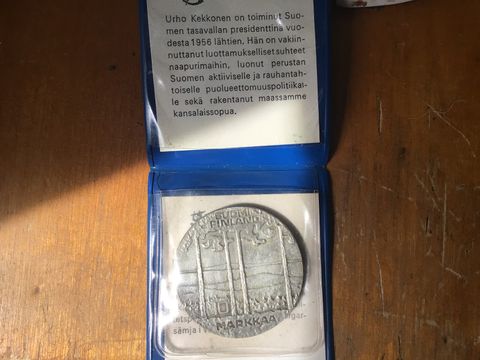 Urho Kekkonen on toiminut Suo-
men tasavallan presidenttinä vuo-
desta 1956 lähtien. Hän on vakiin-
nuttanut luottamukselliset suhteet
naapurimaihin, luonut perustan
Suomen aktiiviselle ja rauhantah-
toiselle puolueettomuuspolitiikal-
le sekä rakentanut maassamme
kansalaissopua.
SUOMI
FINLAND
10
MARKKAA